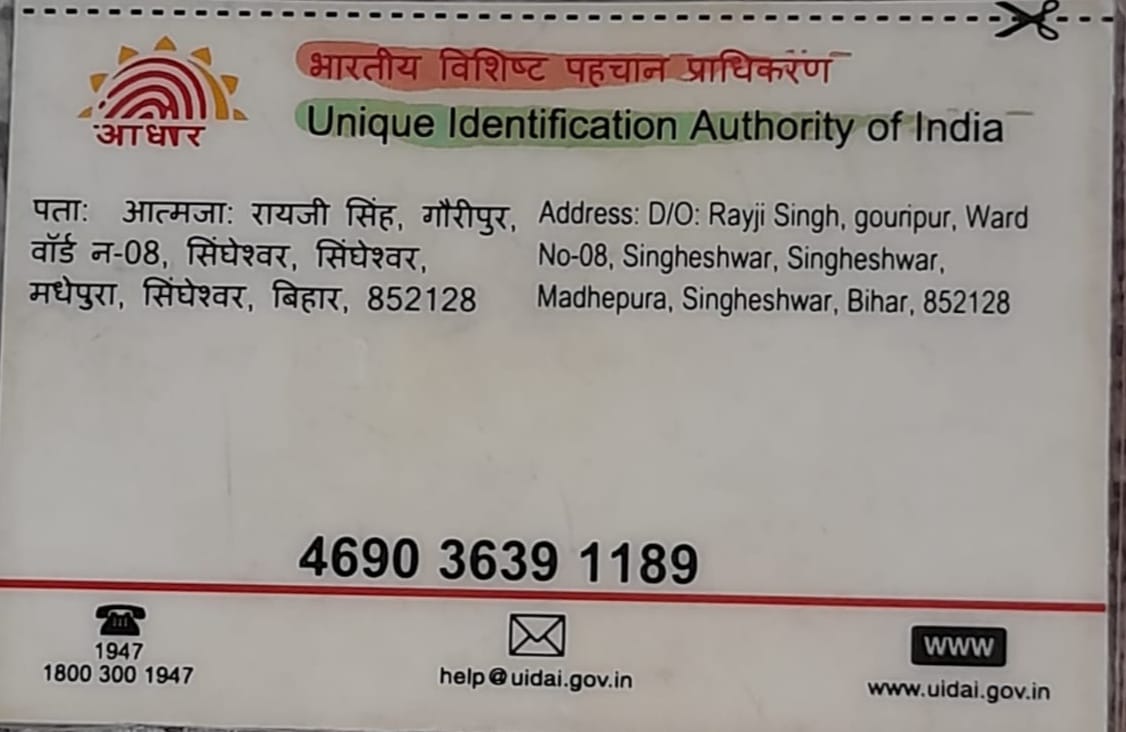 आधार
भारतीय विशिष्ट पहचान प्राधिकरण
Unique Identification Authority of India
पता: आत्मजा: रायजी सिंह, गौरीपुर,
वॉर्ड न-08, सिंघेश्वर, सिंघेश्वर,
मधेपुरा, सिंघेश्वर, बिहार, 852128
Address: D/O: Rayji Singh, gouripur, Ward
No-08, Singheshwar, Singheshwar,
Madhepura, Singheshwar, Bihar, 852128
4690 3639 1189
1947
1800 300 1947
help@uidai.gov.in
www
www.uidai.gov.in